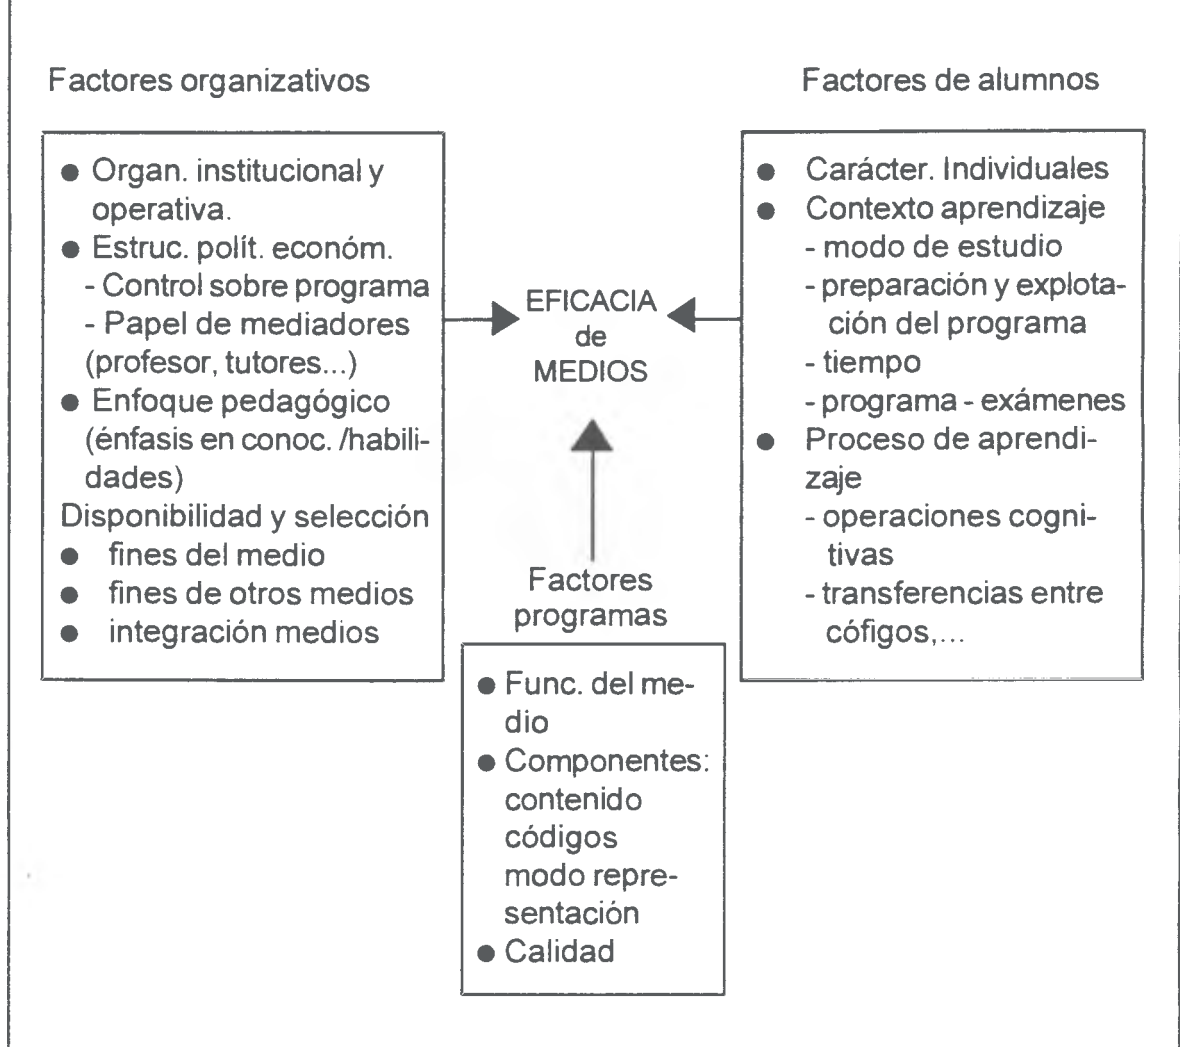 Factores organizativos
● Organ. institucional y
operativa.
● Estruc. polít. económ.
- Control sobre programa
- Papel de mediadores
(profesor, tutores...)
● Enfoque pedagógico
(énfasis en conoc. /habili-
dades)
Disponibilidad y selección
● fines del medio
● fines de otros medios
● integración medios
EFICACIA
de
MEDIOS
Factores de alumnos
● Carácter. Individuales
● Contexto aprendizaje
- modo de estudio
- preparación y explota-
ción del programa
- tiempo
- programa - exámenes
● Proceso de aprendi-
zaje
- operaciones cogni-
tivas
- transferencias entre
cófigos,...
Factores
programas
● Func. del me-
dio
● Componentes:
contenido
códigos
modo repre-
sentación
● Calidad